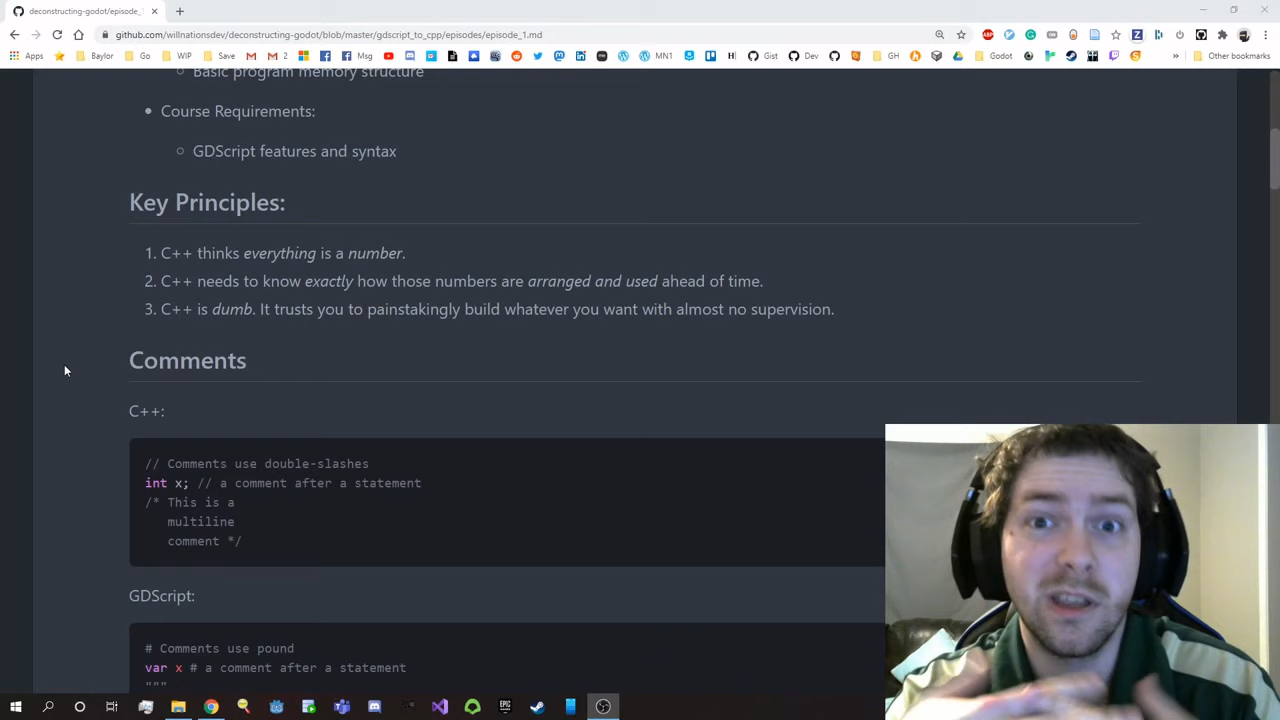 deconstructing-godot/episode_
github.com/willnationsdev/deconstructing-godot/blob/master/gdscript_to_cpp/episodes/episode_1.md
Apps
Baylor
Go
WIP
Save
M 2
Msg
MN1
Gist
Dev
GH
Godot
»
Other bookmarks
Basic program memory structure
• Course Requirements:
○ GDScript features and syntax
Key Principles:
1. C++ thinks everything is a number.
2. C++ needs to know exactly how those numbers are arranged and used ahead of time.
3. C++ is dumb. It trusts you to painstakingly build whatever you want with almost no supervision.
Comments
C++:
// Comments use double-slashes
int x; // a comment after a statement
/* This is a
multiline
comment */
GDScript:
# Comments use pound
var x # a comment after a statement
"""